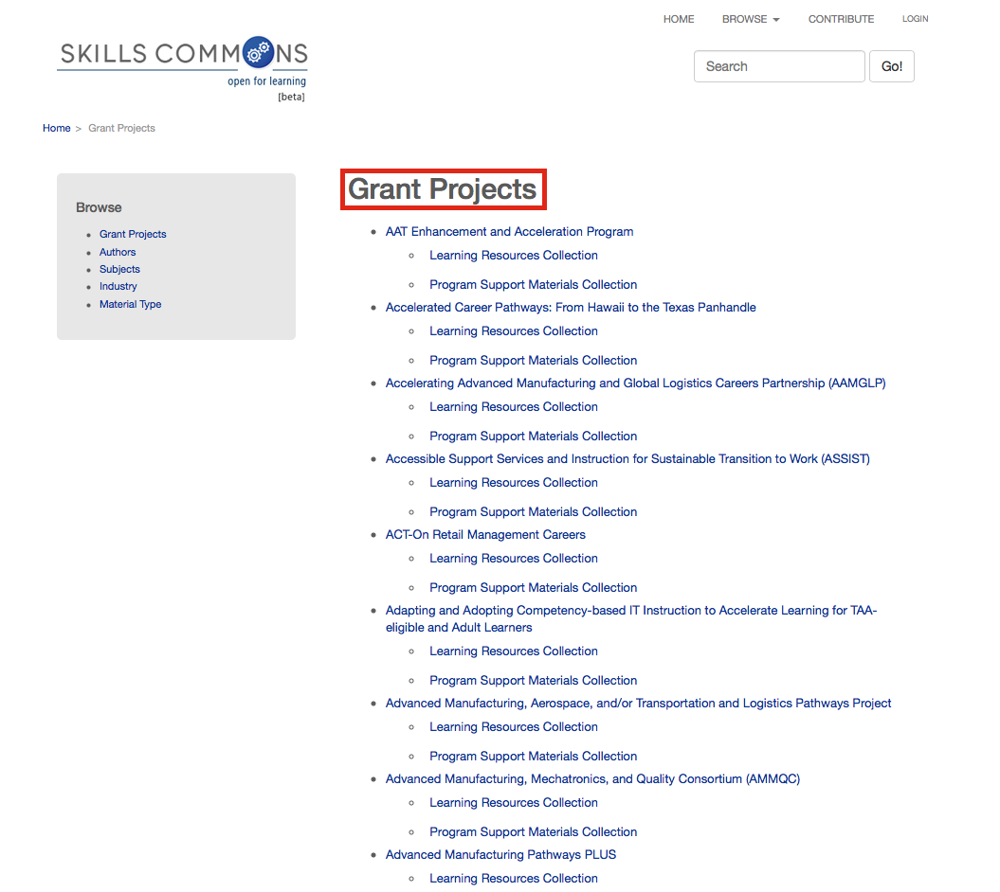 HOME BROWSE CONTRIBUTE LOGIN
SKILLS COMMONS
open for learning
[beta]
Search Go!
Home > Grant Projects
Browse
Grant Projects
Authors
Subjects
Industry
Material Type
Grant Projects
AAT Enhancement and Acceleration Program
Learning Resources Collection
Program Support Materials Collection
Accelerated Career Pathways: From Hawaii to the Texas Panhandle
Learning Resources Collection
Program Support Materials Collection
Accelerating Advanced Manufacturing and Global Logistics Careers Partnership (AAMGLP)
Learning Resources Collection
Program Support Materials Collection
Accessible Support Services and Instruction for Sustainable Transition to Work (ASSIST)
Learning Resources Collection
Program Support Materials Collection
ACT-On Retail Management Careers
Learning Resources Collection
Program Support Materials Collection
Adapting and Adopting Competency-based IT Instruction to Accelerate Learning for TAA-
eligible and Adult Learners
Learning Resources Collection
Program Support Materials Collection
Advanced Manufacturing, Aerospace, and/or Transportation and Logistics Pathways Project
Learning Resources Collection
Program Support Materials Collection
Advanced Manufacturing, Mechatronics, and Quality Consortium (AMMQC)
Learning Resources Collection
Program Support Materials Collection
Advanced Manufacturing Pathways PLUS
Learning Resources Collection